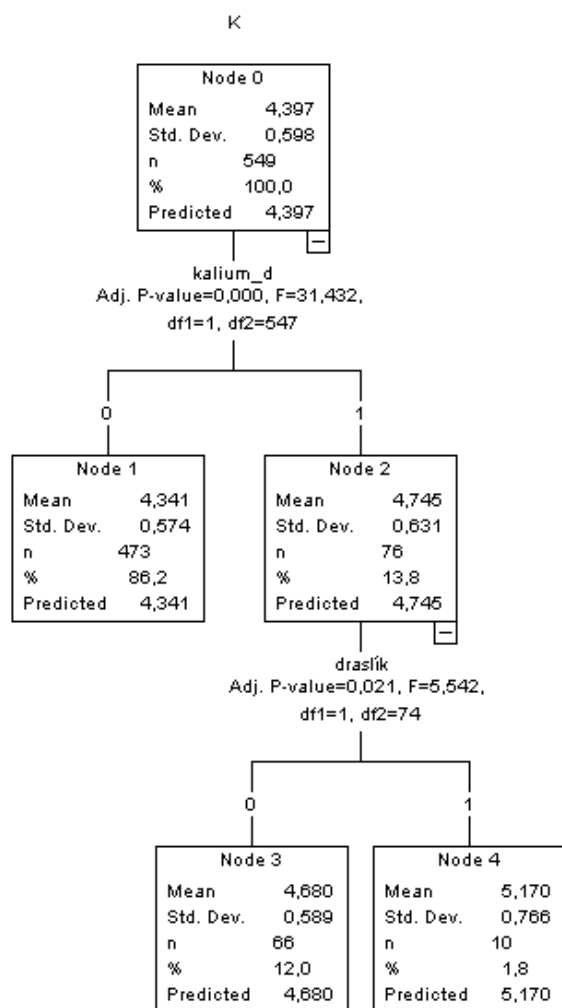 K
Node 0
Mean 4,397
Std. Dev. 0,598
n 549
% 100,0
Predicted 4,397
kalium_d
Adj. P-value=0,000, F=31,432,
df1=1, df2=547
0 1
Node 1
Mean 4,341
Std. Dev. 0,574
n 473
% 86,2
Predicted 4,341
Node 2
Mean 4,745
Std. Dev. 0,631
n 76
% 13,8
Predicted 4,745
draslík
Adj. P-value=0,021, F=5,542,
df1=1, df2=74
0 1
Node 3
Mean 4,680
Std. Dev. 0,589
n 66
% 12,0
Predicted 4,680
Node 4
Mean 5,170
Std. Dev. 0,766
n 10
% 1,8
Predicted 5,170